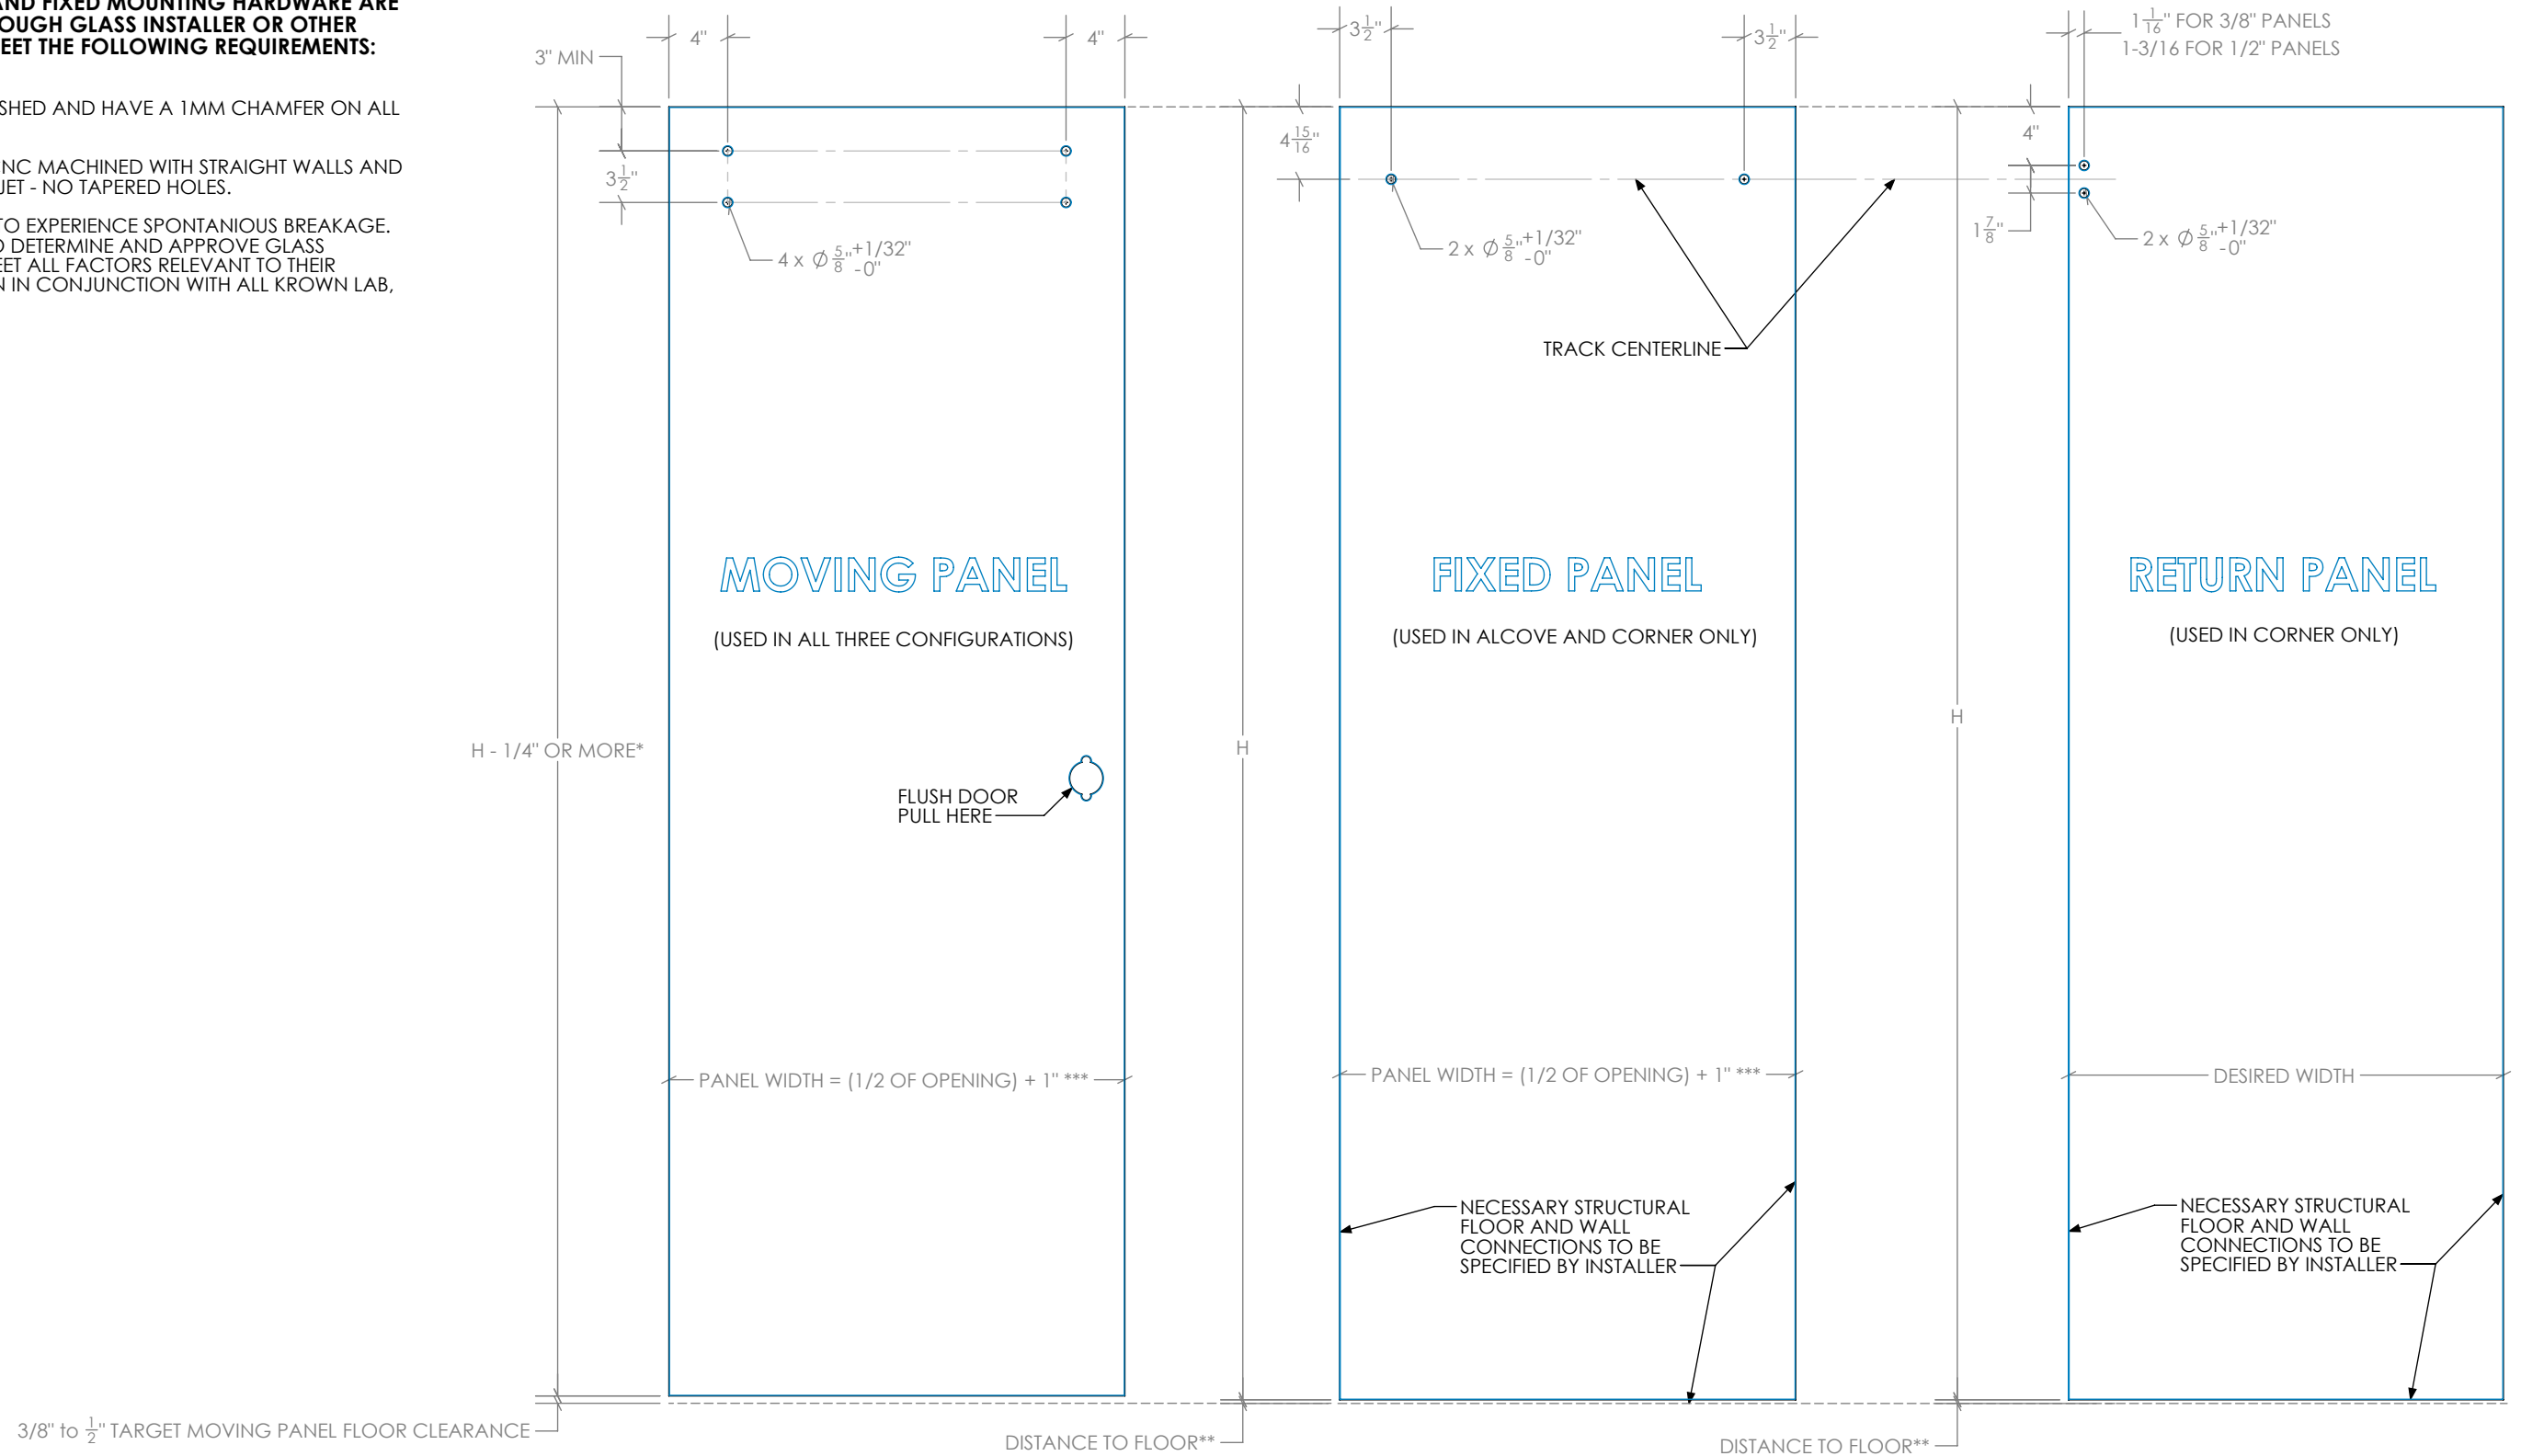 AND FIXED MOUNTING HARDWARE ARE
OUGH GLASS INSTALLER OR OTHER
EET THE FOLLOWING REQUIREMENTS:
SHED AND HAVE A 1MM CHAMFER ON ALL
NC MACHINED WITH STRAIGHT WALLS AND
JET - NO TAPERED HOLES.
TO EXPERIENCE SPONTANIOUS BREAKAGE.
O DETERMINE AND APPROVE GLASS
EET ALL FACTORS RELEVANT TO THEIR
N IN CONJUNCTION WITH ALL KROWN LAB,
3" MIN
4"
4"
3 1/2"
4 x Ø 5/8" +1/32"
-0"
MOVING PANEL
(USED IN ALL THREE CONFIGURATIONS)
H - 1/4" OR MORE*
FLUSH DOOR
PULL HERE
PANEL WIDTH = (1/2 OF OPENING) + 1" ***
3/8" to 1/2" TARGET MOVING PANEL FLOOR CLEARANCE
3 1/2"
3 1/2"
4 15/16"
2 x Ø 5/8" +1/32"
-0"
TRACK CENTERLINE
FIXED PANEL
(USED IN ALCOVE AND CORNER ONLY)
H
PANEL WIDTH = (1/2 OF OPENING) + 1" ***
NECESSARY STRUCTURAL
FLOOR AND WALL
CONNECTIONS TO BE
SPECIFIED BY INSTALLER
DISTANCE TO FLOOR**
1 1/16" FOR 3/8" PANELS
1-3/16 FOR 1/2" PANELS
4"
1 7/8"
2 x Ø 5/8" +1/32"
-0"
RETURN PANEL
(USED IN CORNER ONLY)
H
DESIRED WIDTH
NECESSARY STRUCTURAL
FLOOR AND WALL
CONNECTIONS TO BE
SPECIFIED BY INSTALLER
DISTANCE TO FLOOR**